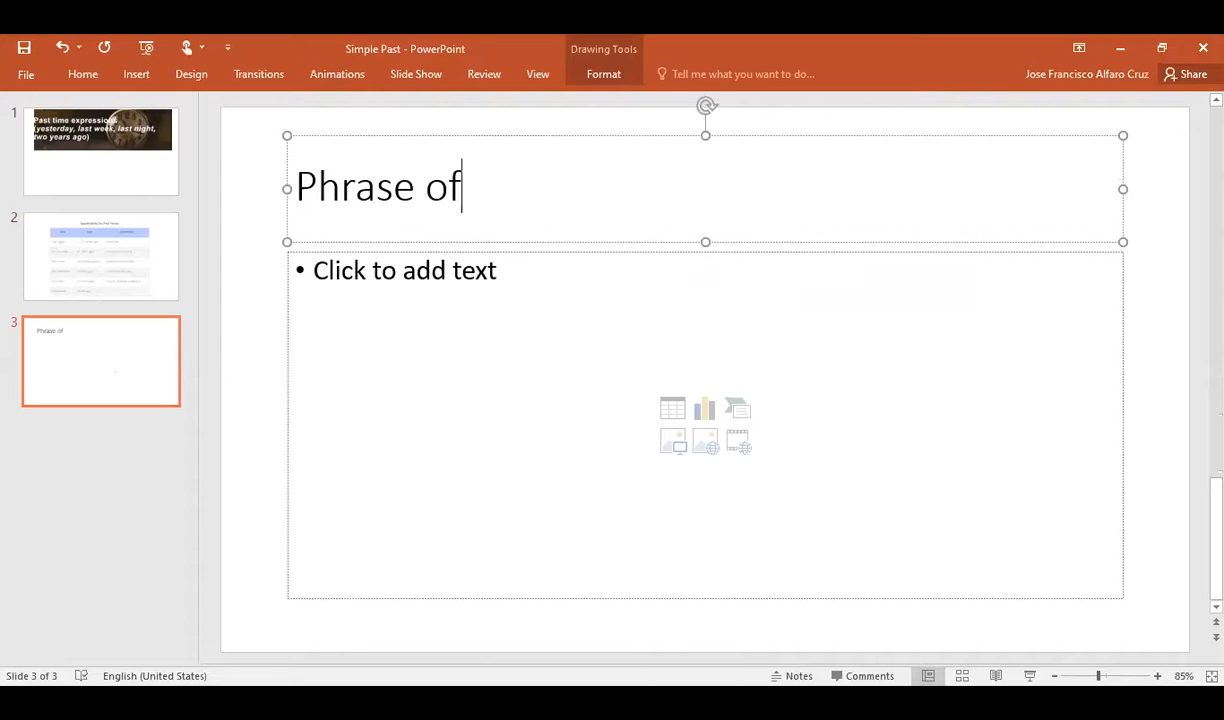 Simple Past - PowerPoint
Drawing Tools
File
Home
Insert
Design
Transitions
Animations
Slide Show
Review
View
Format
Tell me what you want to do...
Jose Francisco Alfaro Cruz
Share
1
Past time expressions
(yesterday, last week, last night,
two years ago)
2
3
Phrase of
Phrase of
• Click to add text
Slide 3 of 3
English (United States)
Notes
Comments
85%